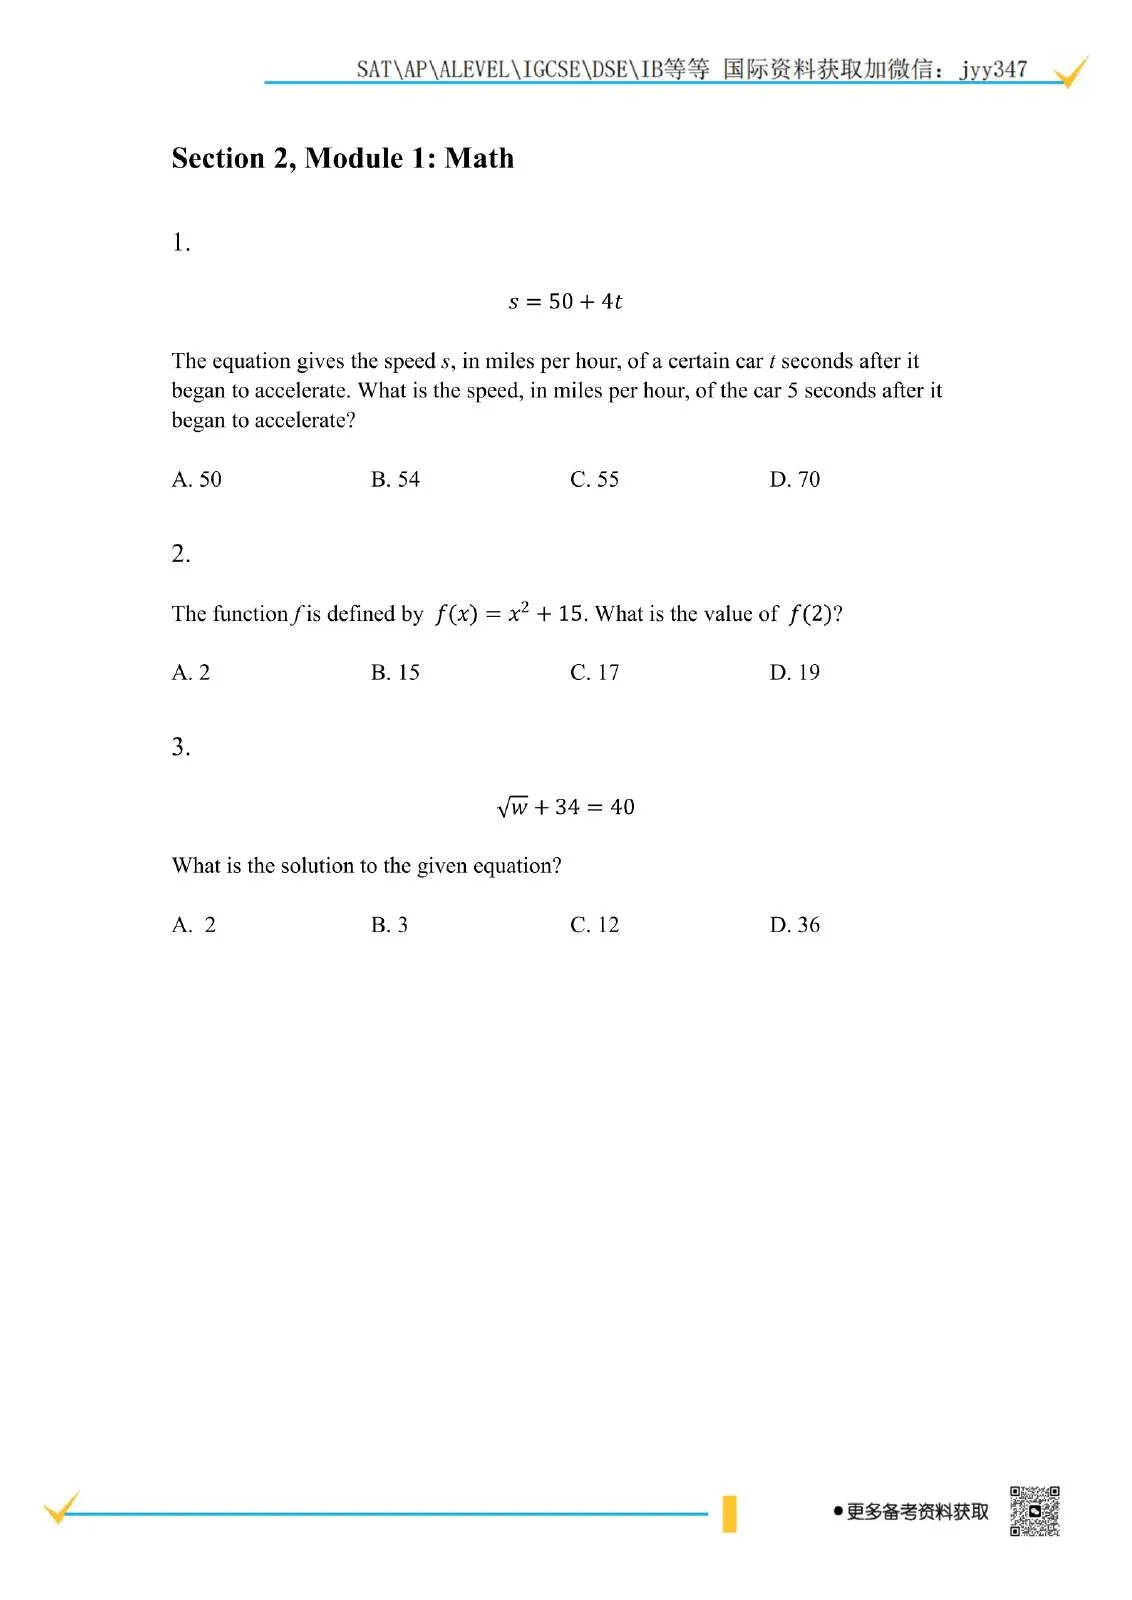 SAT\AP\ALEVEL\IGCSE\DSE\IB等等 国际资料获取加微信：jyy347
Section 2, Module 1: Math
1.
s = 50 + 4t
The equation gives the speed s, in miles per hour, of a certain car t seconds after it
began to accelerate. What is the speed, in miles per hour, of the car 5 seconds after it
began to accelerate?
A. 50 B. 54 C. 55 D. 70
2.
The function f is defined by f(x) = x² + 15. What is the value of f(2)?
A. 2 B. 15 C. 17 D. 19
3.
√w + 34 = 40
What is the solution to the given equation?
A. 2 B. 3 C. 12 D. 36
●更多备考资料获取